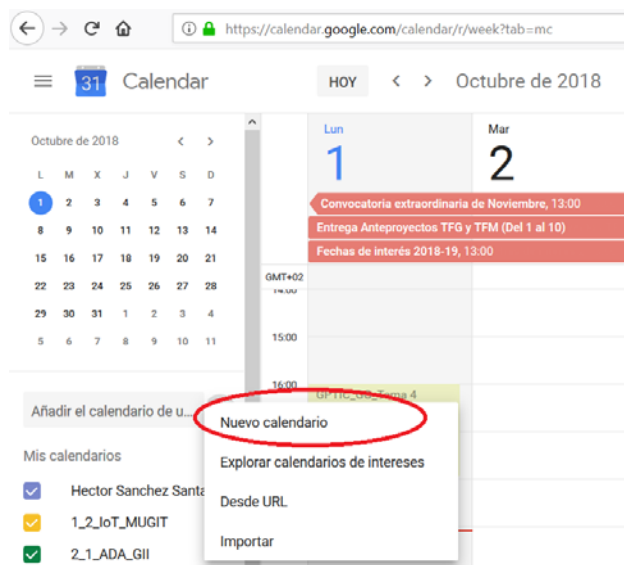 https://calendar.google.com/calendar/r/week?tab=mc
31 Calendar HOY < > Octubre de 2018
Octubre de 2018 < >
L M X J V S D
1 2 3 4 5 6 7
8 9 10 11 12 13 14
15 16 17 18 19 20 21
22 23 24 25 26 27 28
29 30 31 1 2 3 4
5 6 7 8 9 10 11
Lun Mar
1 2
Convocatoria extraordinaria de Noviembre, 13:00
Entrega Anteproyectos TFG y TFM (Del 1 al 10)
Fechas de interés 2018-19, 13:00
GMT+02
14:00
15:00
16:00
GPTIC_GC_Tema 4
Añadir el calendario de u...
Nuevo calendario
Explorar calendarios de intereses
Desde URL
Importar
Mis calendarios
Hector Sanchez Santa
1_2_IoT_MUGIT
2_1_ADA_GII